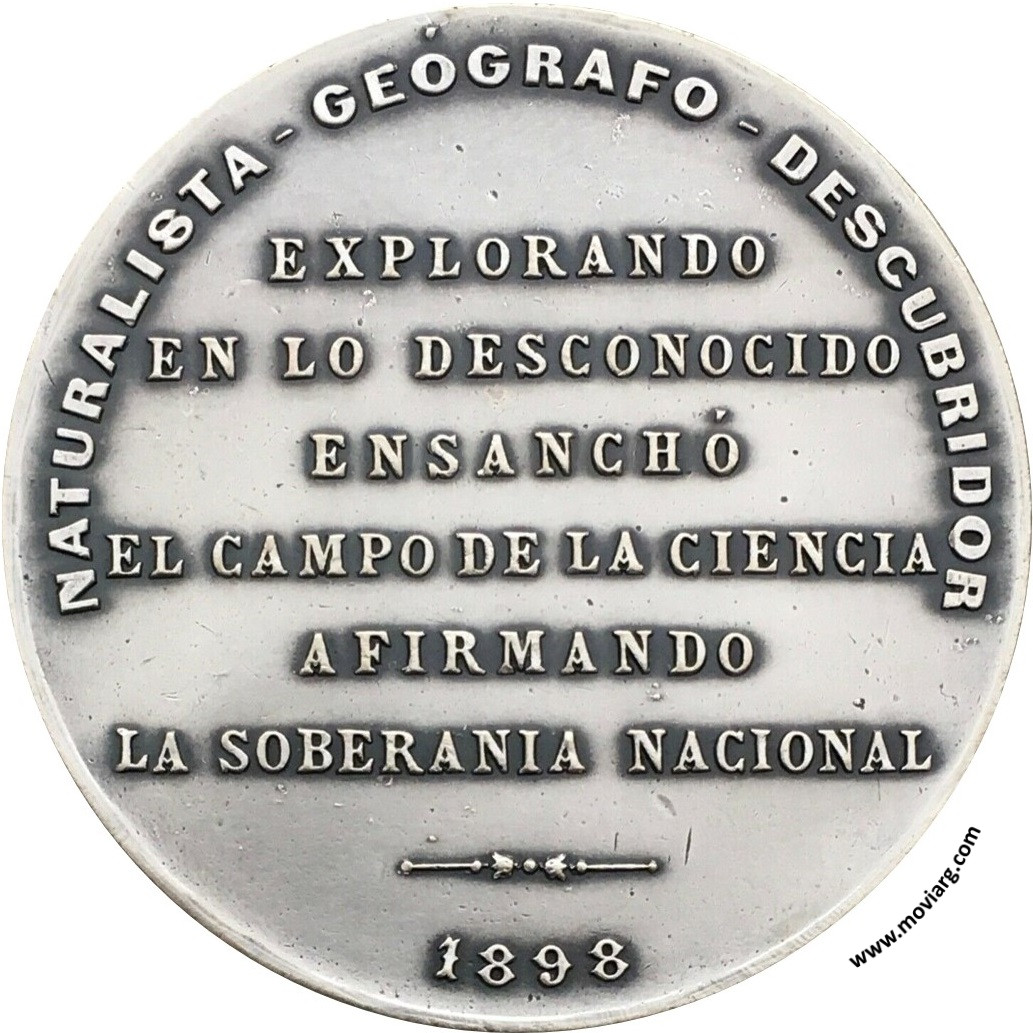 NATURALISTA - GEÓGRAFO - DESCUBRIDOR
EXPLORANDO
EN LO DESCONOCIDO
ENSANCHÓ
EL CAMPO DE LA CIENCIA
AFIRMANDO
LA SOBERANIA NACIONAL
1898
www.moviarg.com